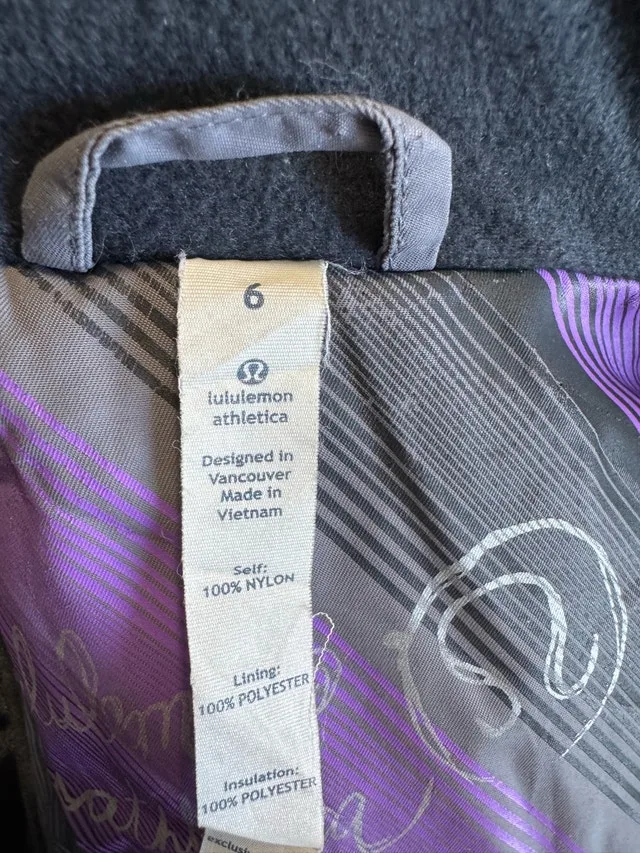 6
lululemon
athletica
Designed in
Vancouver
Made in
Vietnam
Self:
100% NYLON
Lining:
100% POLYESTER
Insulation:
100% POLYESTER